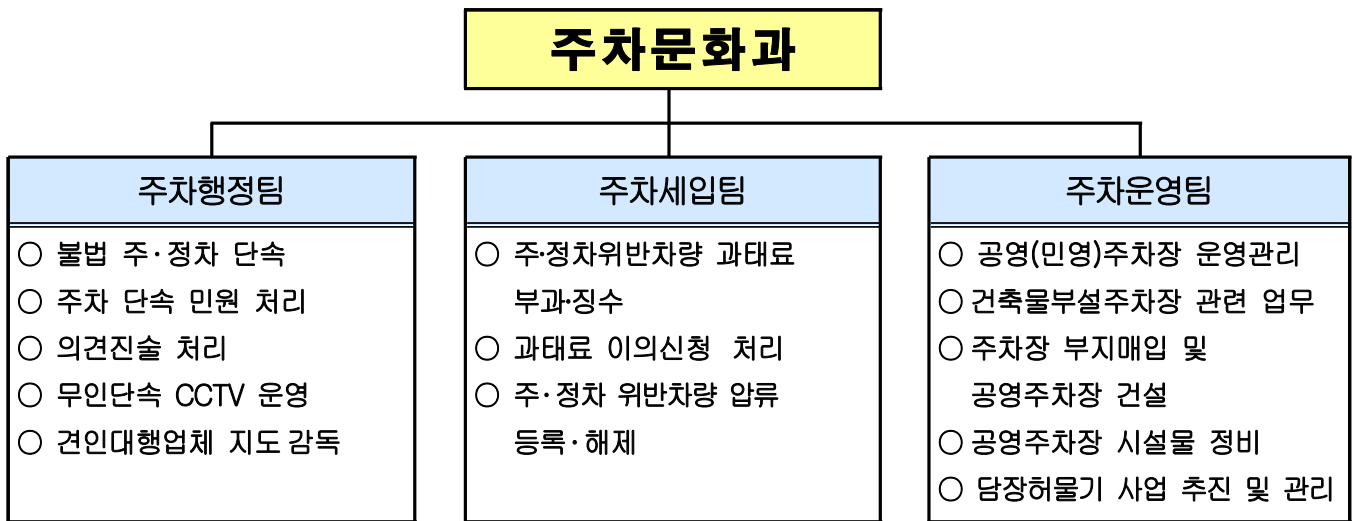 주차문화과
주차행정팀
○ 불법 주·정차 단속
○ 주차 단속 민원 처리
○ 의견진술 처리
○ 무인단속 CCTV 운영
○ 견인대행업체 지도 감독
주차세입팀
○ 주·정차위반차량 과태료
부과·징수
○ 과태료 이의신청 처리
○ 주·정차 위반차량 압류
등록·해제
주차운영팀
○ 공영(민영)주차장 운영관리
○ 건축물부설주차장 관련 업무
○ 주차장 부지매입 및
공영주차장 건설
○ 공영주차장 시설물 정비
○ 담장허물기 사업 추진 및 관리